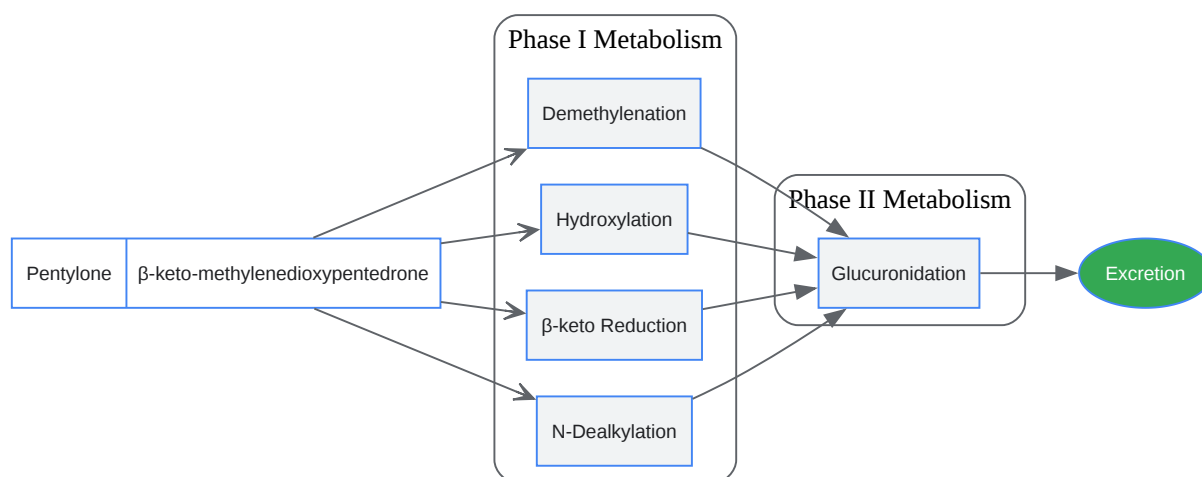 Phase I Metabolism
Demethylenation
Hydroxylation
Phase II Metabolism
Pentylone
β-keto-methylenedioxypentedrone
Glucuronidation
Excretion
β-keto Reduction
N-Dealkylation